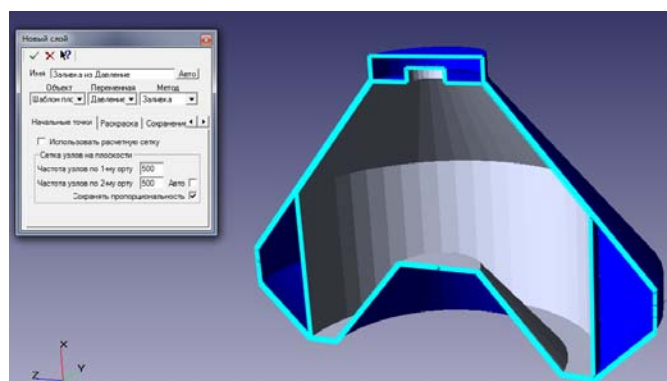 Новый слой
Имя Заливка из Давление Авто
Объект Переменная Метод
Шаблон плс Давление Заливка
Начальные точки Раскраска Сохранение
Использовать расчетную сетку
Сетка узлов на плоскости
Частота узлов по 1-му орту 500
Частота узлов по 2-му орту 500 Авто
Сохранять пропорциональность
X
Z Y